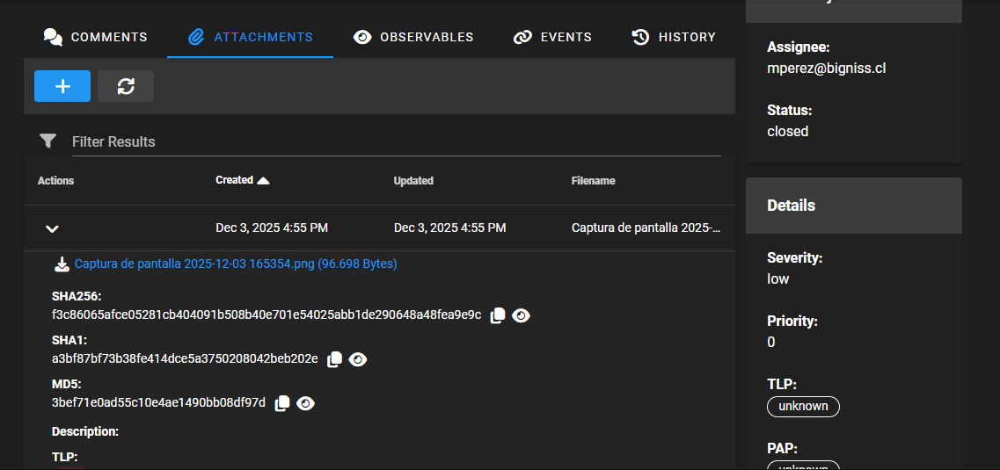 COMMENTS ATTACHMENTS OBSERVABLES EVENTS HISTORY
Filter Results
Actions Created Updated Filename
Dec 3, 2025 4:55 PM Dec 3, 2025 4:55 PM Captura de pantalla 2025-...
Captura de pantalla 2025-12-03 165354.png (96.698 Bytes)
SHA256:
f3c86065afce05281cb404091b508b40e701e54025abb1de290648a48fea9e9c
SHA1:
a3bf87bf73b38fe414dce5a3750208042beb202e
MD5:
3bef71e0ad55c10e4ae1490bb08df97d
Description:
TLP:
Assignee:
mperez@bigniss.cl
Status:
closed
Details
Severity:
low
Priority:
0
TLP:
unknown
PAP:
unknown